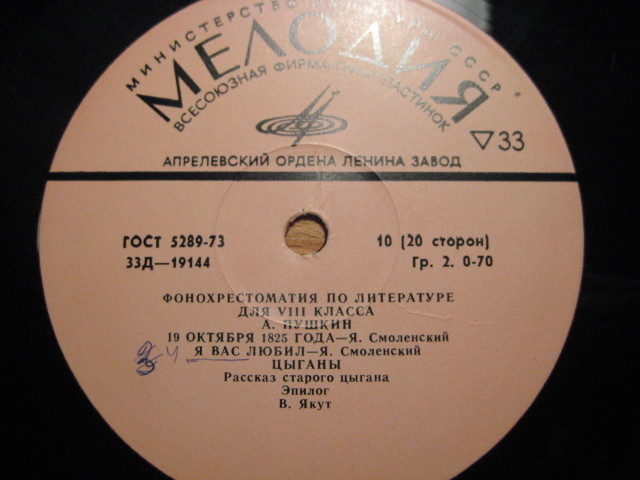 МИНИСТЕРСТВО КУЛЬТУРЫ СССР
МЕЛОДИЯ
ВСЕСОЮЗНАЯ ФИРМА ГРАМПЛАСТИНОК
33
АПРЕЛЕВСКИЙ ОРДЕНА ЛЕНИНА ЗАВОД
ГОСТ 5289-73
10 (20 сторон)
33Д—19144
Гр. 2. 0-70
ФОНОХРЕСТОМАТИЯ ПО ЛИТЕРАТУРЕ
ДЛЯ VIII КЛАССА
А. ПУШКИН
19 ОКТЯБРЯ 1825 ГОДА—Я. Смоленский
Я ВАС ЛЮБИЛ—Я. Смоленский
ЦЫГАНЫ
Рассказ старого цыгана
Эпилог
В. Якут